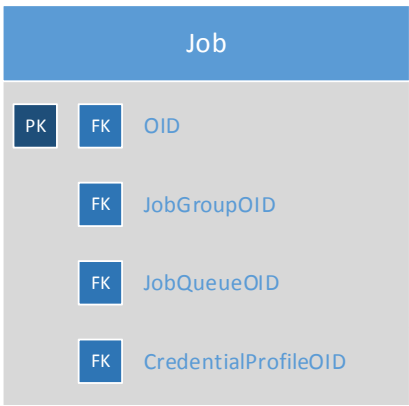 Job
PK FK OID
FK JobGroupOID
FK JobQueueOID
FK CredentialProfileOID